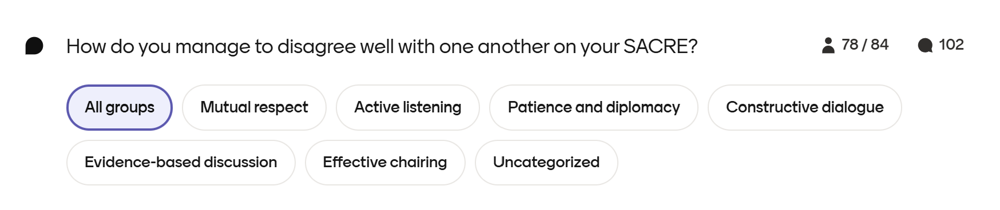 How do you manage to disagree well with one another on your SACRE? 78 / 84 102
All groups Mutual respect Active listening Patience and diplomacy Constructive dialogue
Evidence-based discussion Effective chairing Uncategorized